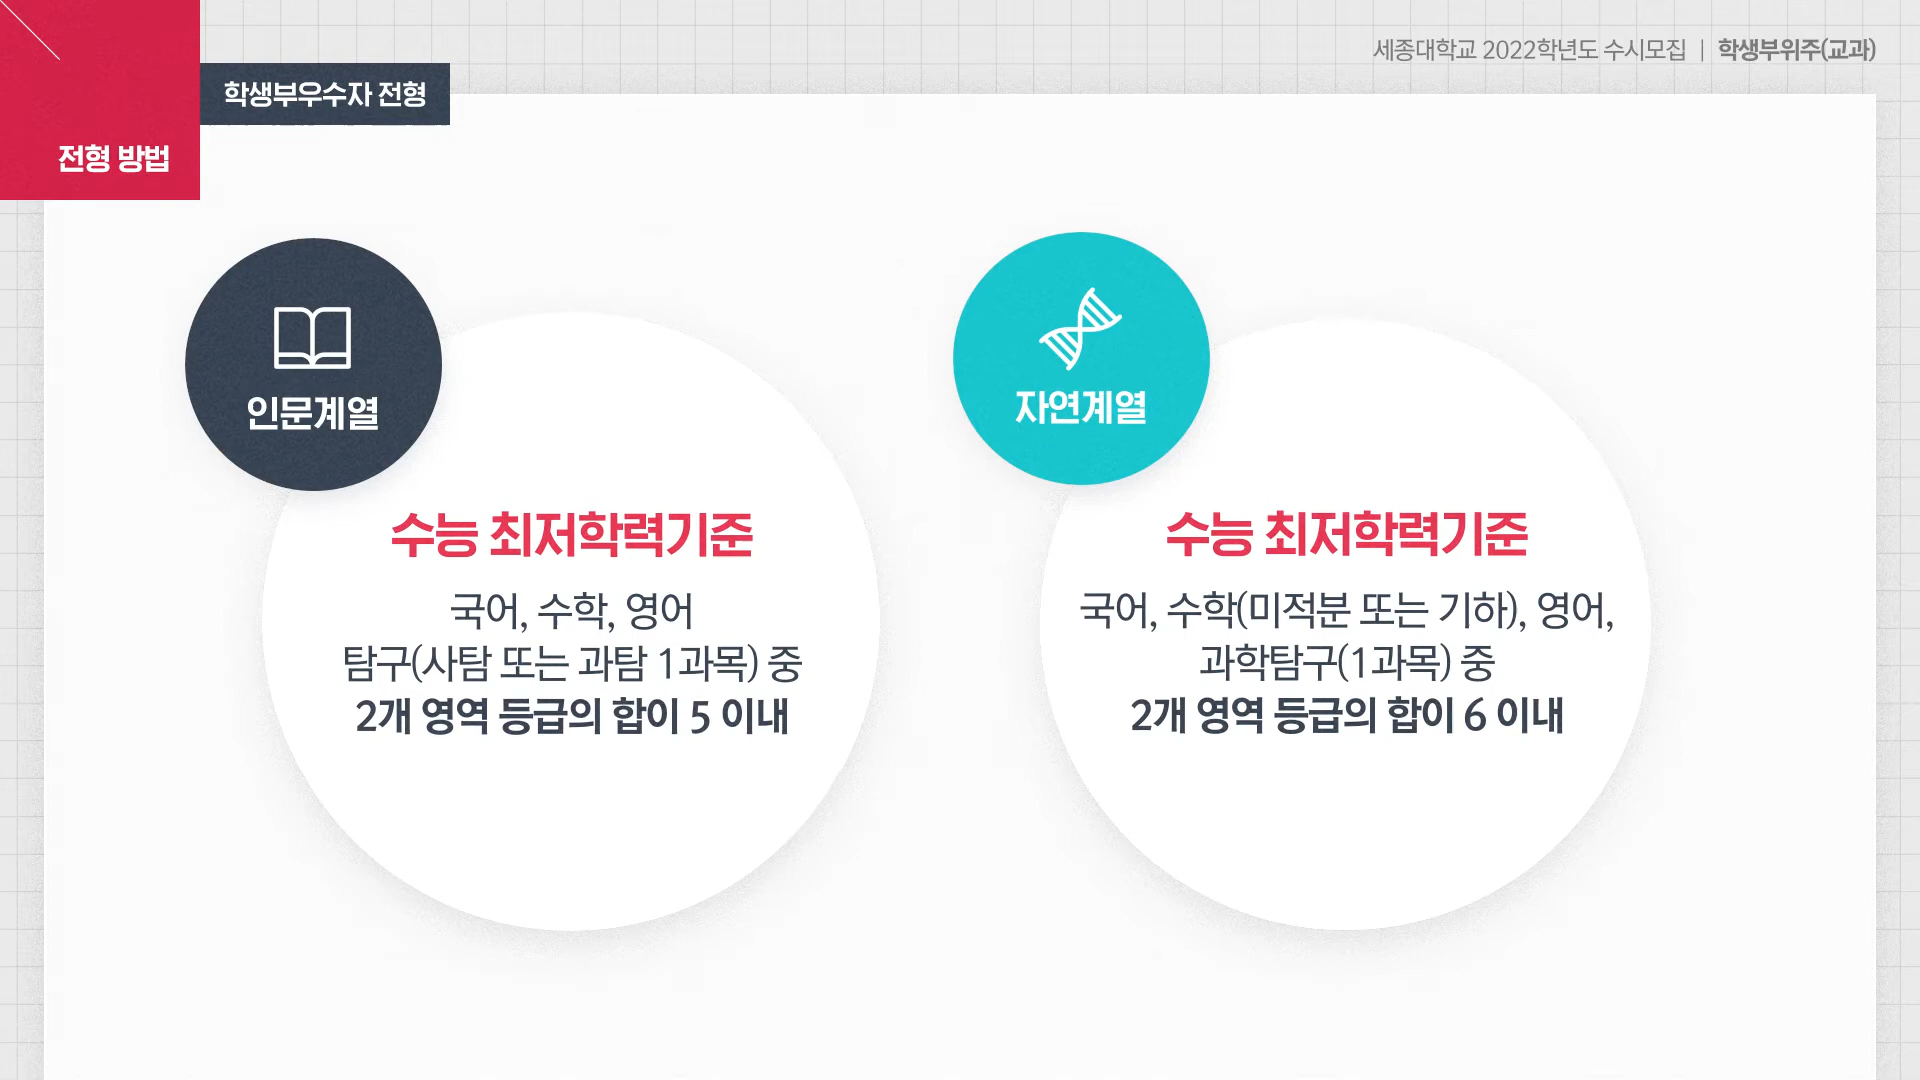 세종대학교 2022학년도 수시모집 | 학생부위주(교과)
학생부우수자 전형
전형 방법
인문계열
수능 최저학력기준
국어, 수학, 영어
탐구(사탐 또는 과탐 1과목) 중
2개 영역 등급의 합이 5 이내
자연계열
수능 최저학력기준
국어, 수학(미적분 또는 기하), 영어,
과학탐구(1과목) 중
2개 영역 등급의 합이 6 이내